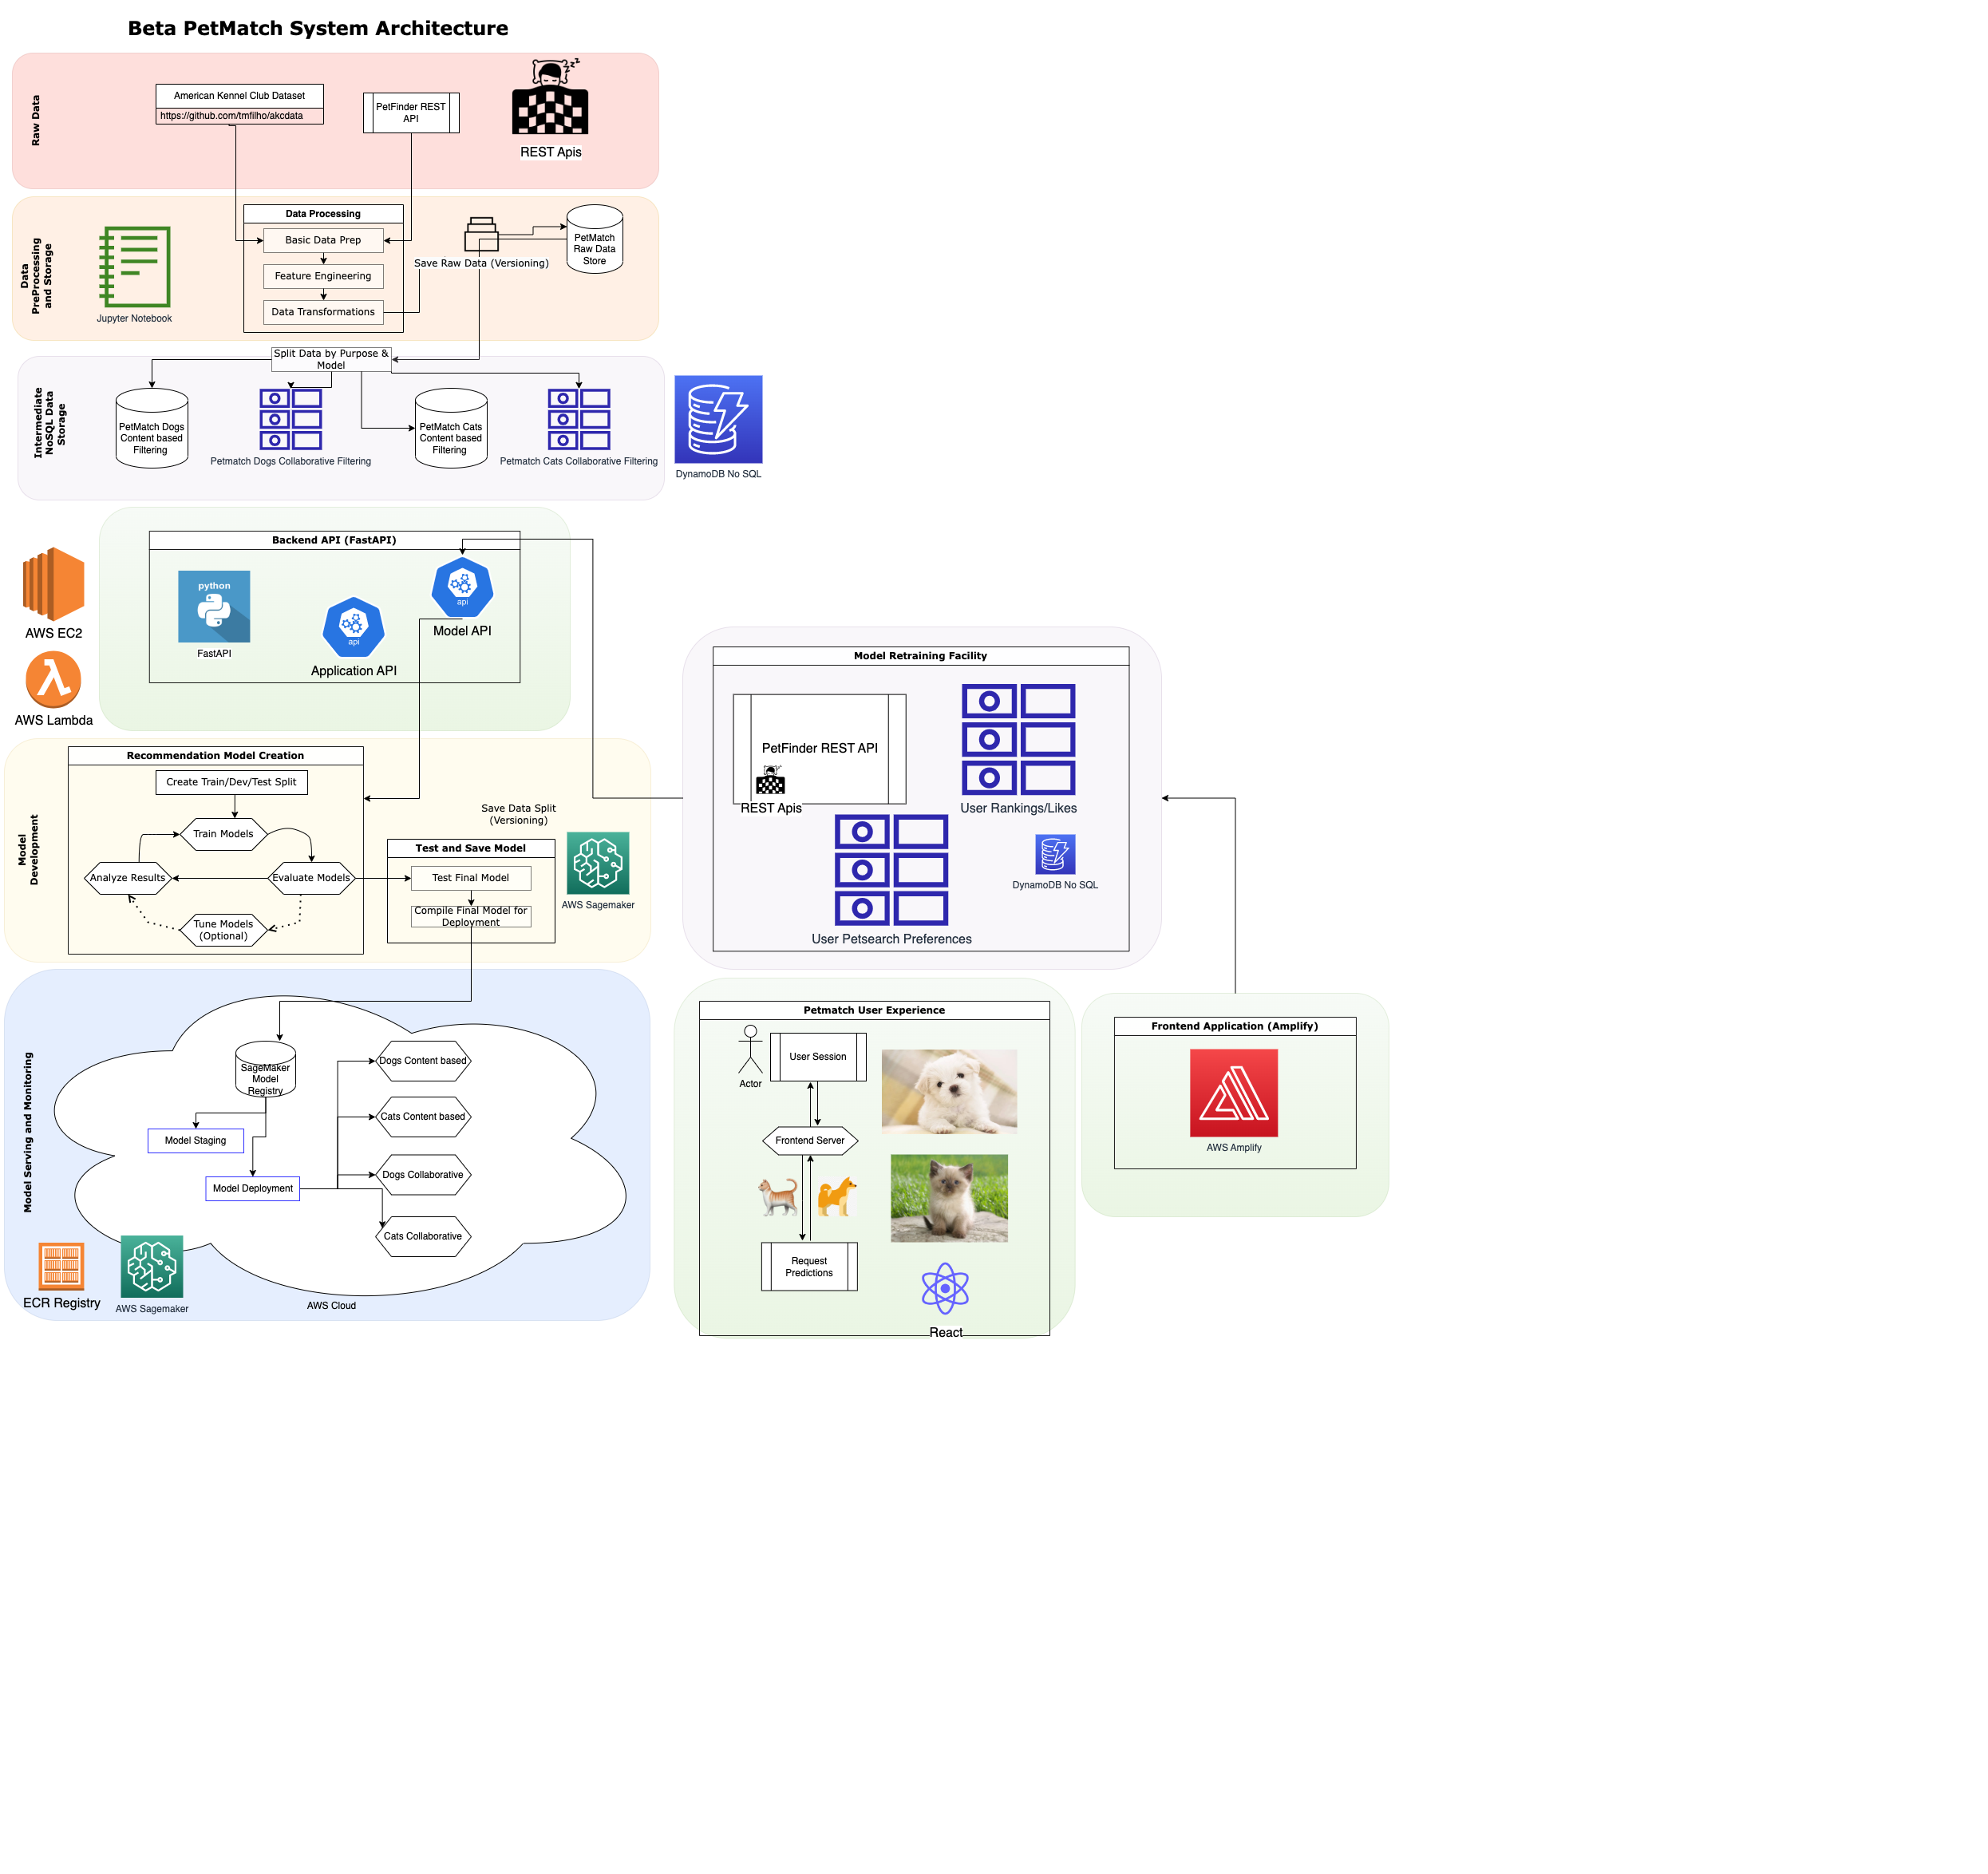 Beta PetMatch System Architecture
Raw Data
American Kennel Club Dataset
https://github.com/tmfilho/akcdata
PetFinder REST
API
REST Apis
Data
PreProcessing
and Storage
Jupyter Notebook
Data Processing
Basic Data Prep
Feature Engineering
Data Transformations
Save Raw Data (Versioning)
PetMatch
Raw Data
Store
Intermediate
NoSQL Data
Storage
Split Data by Purpose &
Model
PetMatch Dogs
Content based
Filtering
Petmatch Dogs Collaborative Filtering
PetMatch Cats
Content based
Filtering
Petmatch Cats Collaborative Filtering
DynamoDB No SQL
AWS EC2
AWS Lambda
Backend API (FastAPI)
python
FastAPI
api
Application API
api
Model API
Model
Development
Recommendation Model Creation
Create Train/Dev/Test Split
Train Models
Analyze Results
Evaluate Models
Tune Models
(Optional)
Save Data Split
(Versioning)
Test and Save Model
Test Final Model
Compile Final Model for
Deployment
AWS Sagemaker
Model Retraining Facility
PetFinder REST API
REST Apis
User Rankings/Likes
User Petsearch Preferences
DynamoDB No SQL
Model Serving and Monitoring
SageMaker
Model
Registry
Model Staging
Model Deployment
Dogs Content based
Cats Content based
Dogs Collaborative
Cats Collaborative
ECR Registry
AWS Sagemaker
AWS Cloud
Petmatch User Experience
Actor
User Session
Frontend Server
Request
Predictions
React
Frontend Application (Amplify)
AWS Amplify